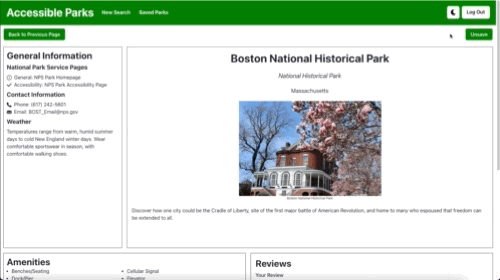 Accessible Parks New Search Saved Parks Log Out
Back to Previous Page Unsave
General Information
National Park Service Pages
General: NPS Park Homepage
Accessibility: NPS Park Accessibility Page
Contact Information
Phone: (617) 242-5601
Email: BOST_Email@nps.gov
Weather
Temperatures range from warm, humid summer
days to cold New England winter days. Wear
comfortable sportswear in season, with
comfortable walking shoes.
Boston National Historical Park
National Historical Park
Massachusetts
Boston National Historical Park
Discover how one city could be the Cradle of Liberty, site of the first major battle of American Revolution, and home to many who espoused that freedom can
be extended to all.
Amenities
Benches/Seating
Dock/Pier
Cellular Signal
Elevator
Reviews
Your Review